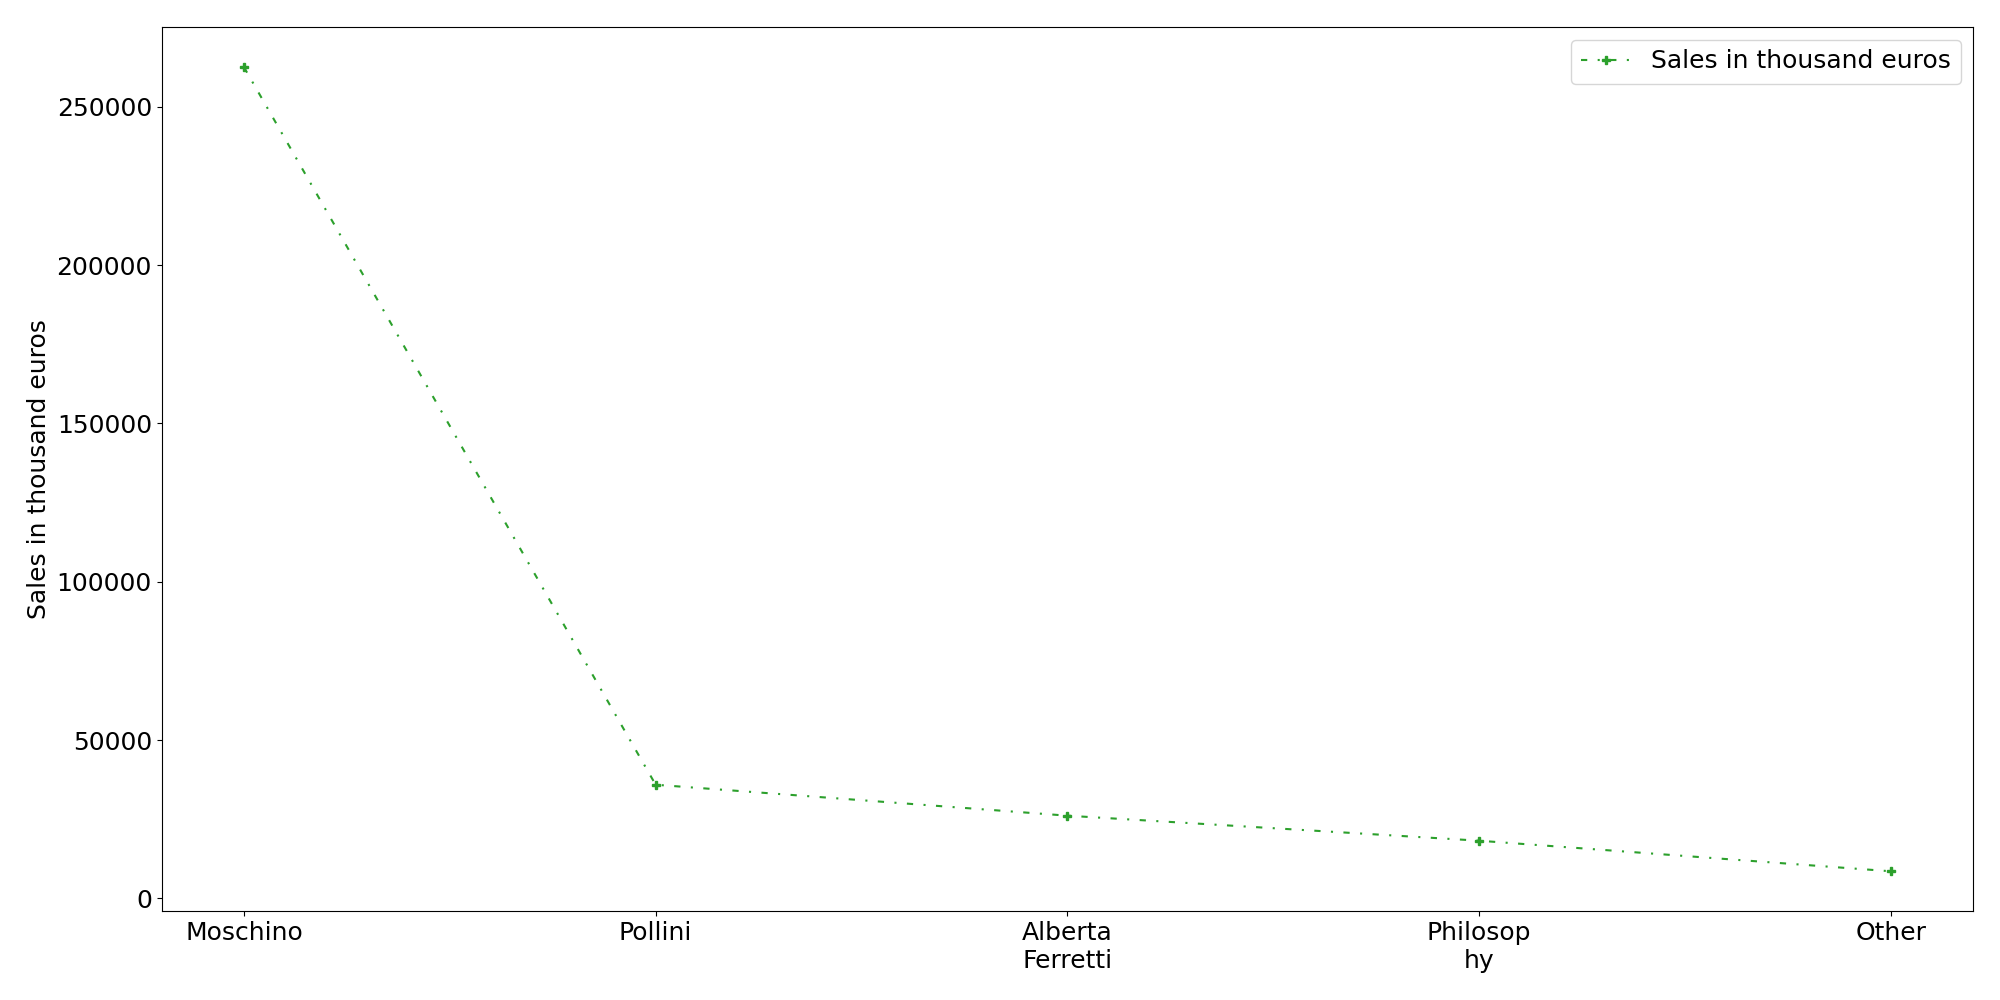 Sales in thousand euros
Sales in thousand euros
250000
200000
150000
100000
50000
0
Moschino
Pollini
Alberta
Ferretti
Philosop
hy
Other